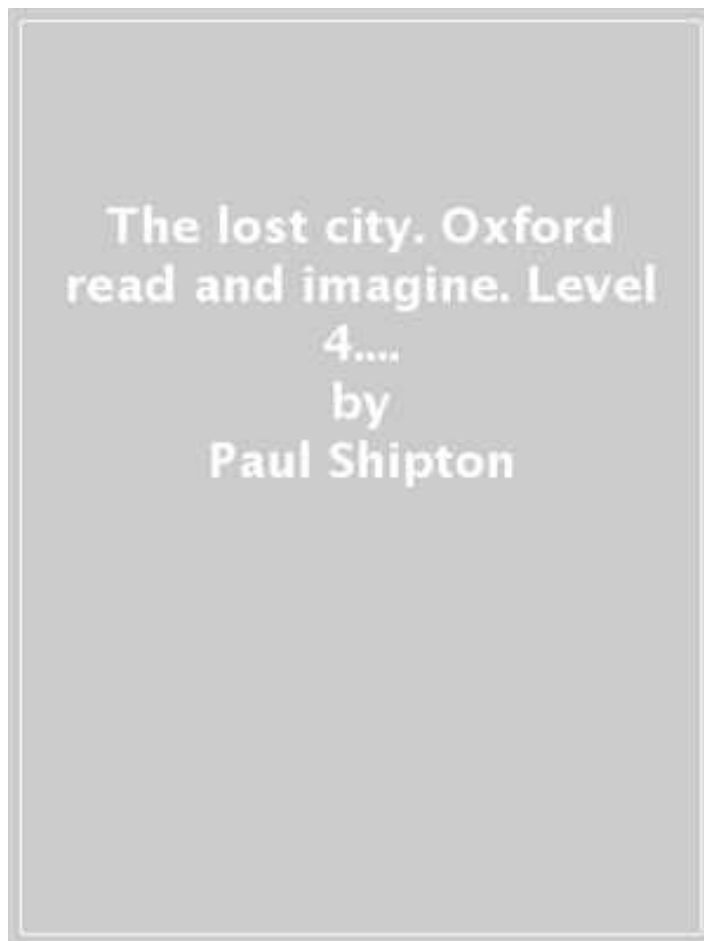 The lost city. Oxford
read and imagine. Level
4....
by
Paul Shipton